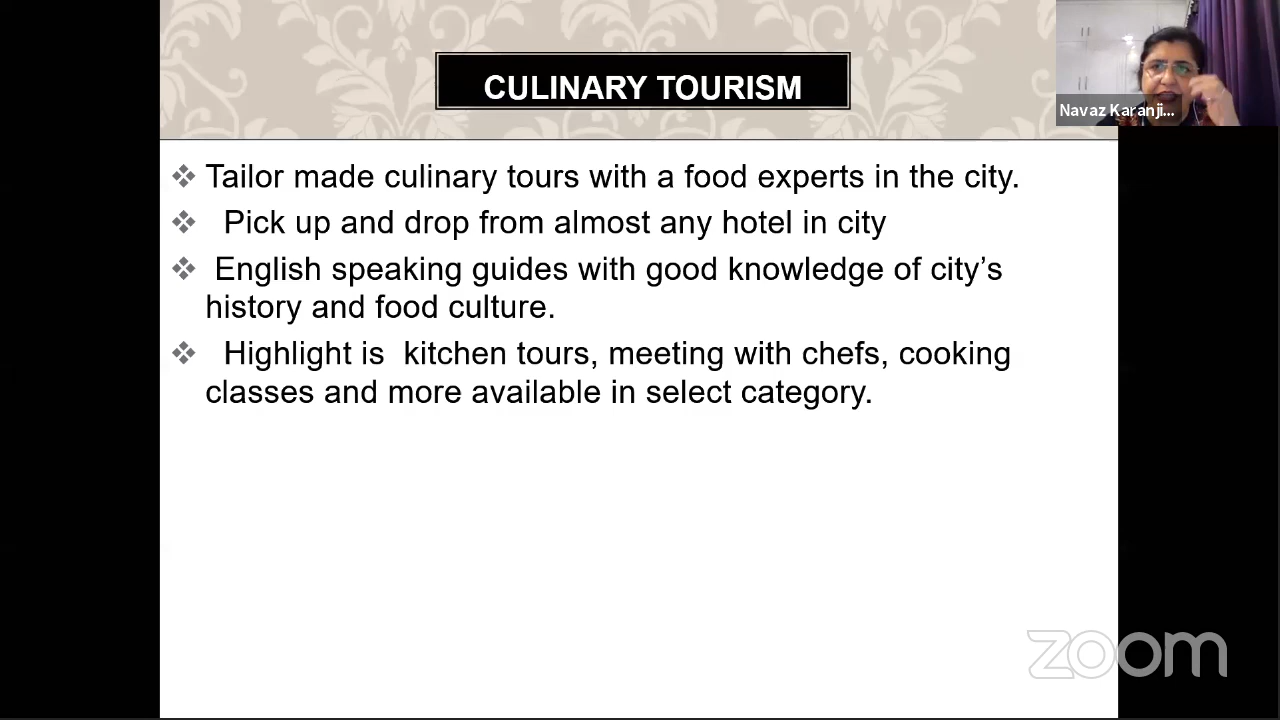 CULINARY TOURISM
Navaz Karanji...
Tailor made culinary tours with a food experts in the city.
Pick up and drop from almost any hotel in city
English speaking guides with good knowledge of city’s
history and food culture.
Highlight is kitchen tours, meeting with chefs, cooking
classes and more available in select category.
zoom